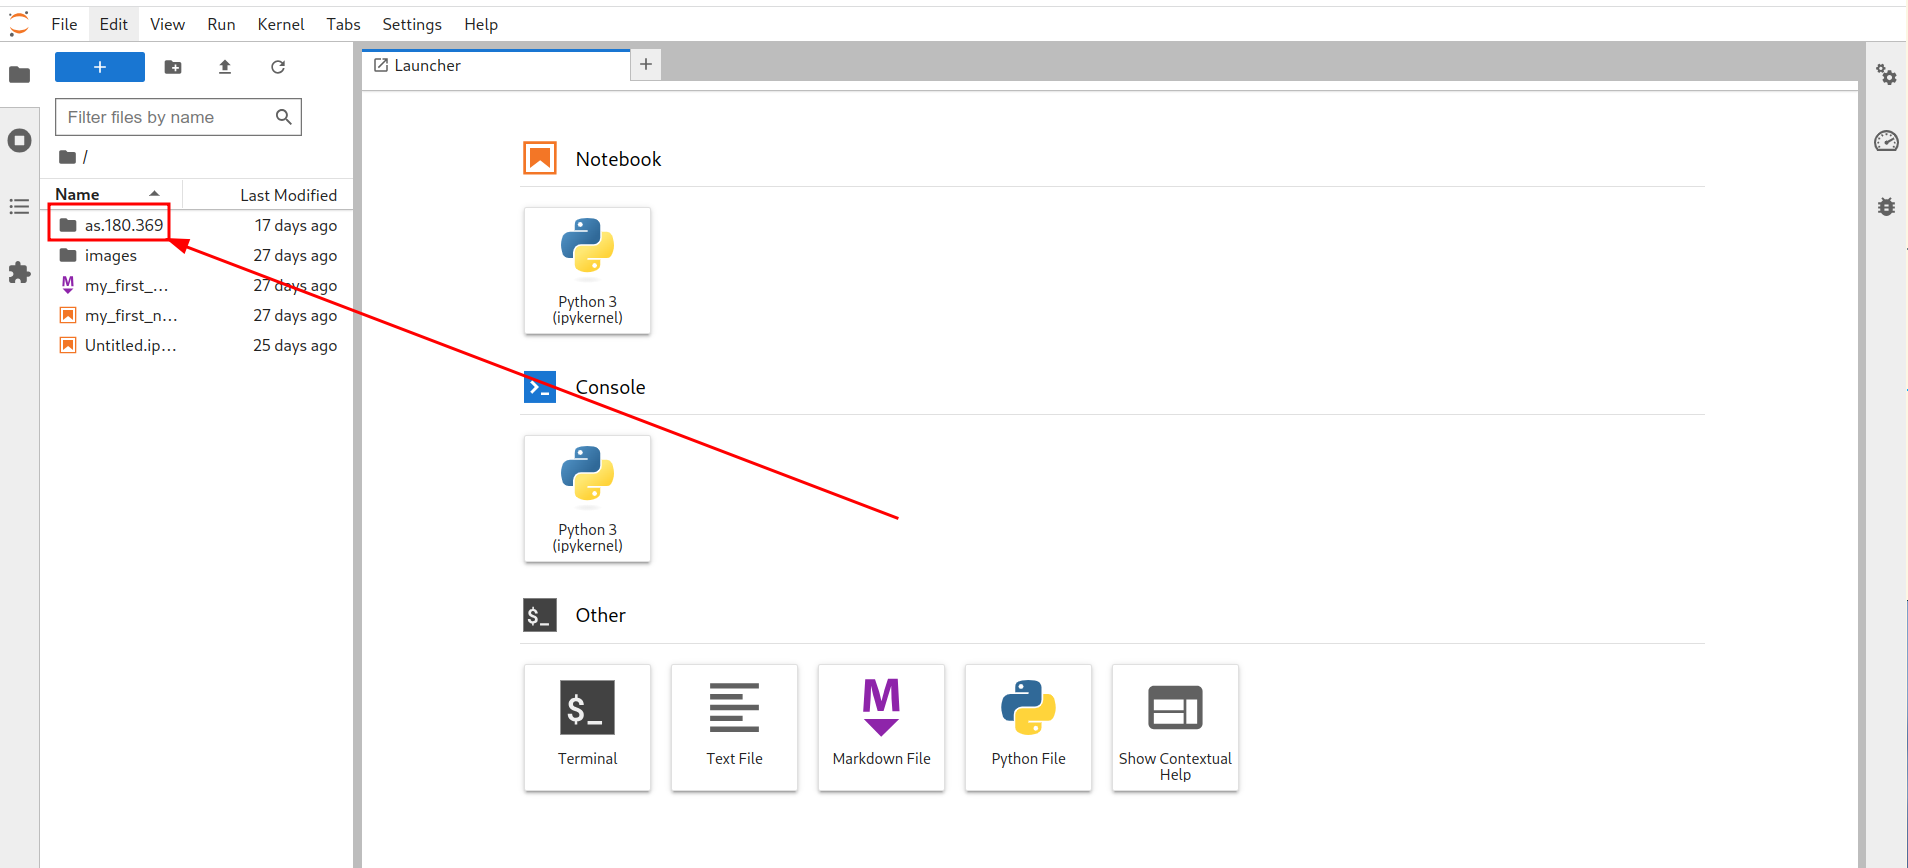 File Edit View Run Kernel Tabs Settings Help
+
Launcher
+
Filter files by name
/
Name Last Modified
as.180.369 17 days ago
images 27 days ago
M my_first_... 27 days ago
my_first_n... 27 days ago
Untitled.ip... 25 days ago
Notebook
Python 3
(ipykernel)
>_ Console
Python 3
(ipykernel)
$_ Other
$_
Terminal
Text File
M
Markdown File
Python File
Show Contextual
Help